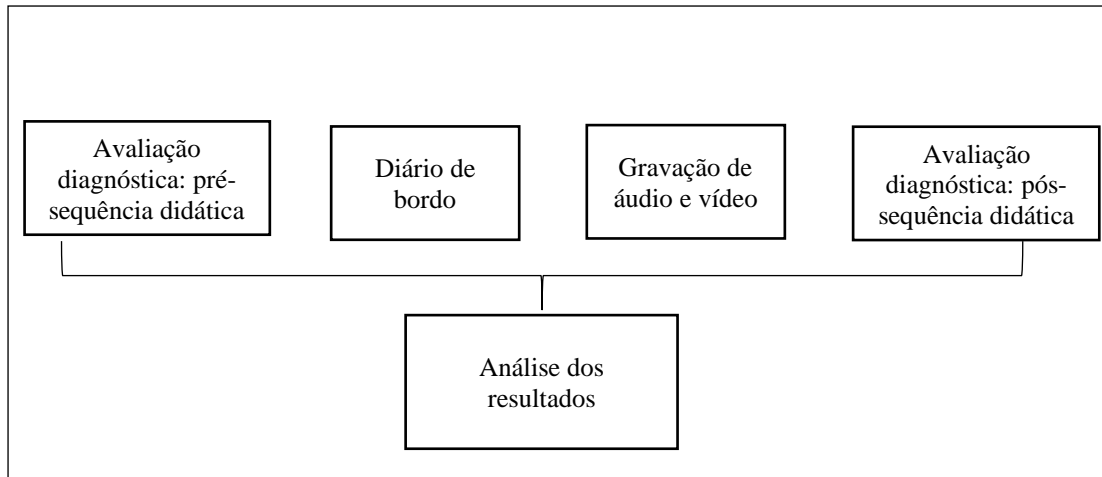 Avaliação
diagnóstica: pré-
sequência didática
Diário de
bordo
Gravação de
áudio e vídeo
Avaliação
diagnóstica: pós-
sequência didática
Análise dos
resultados